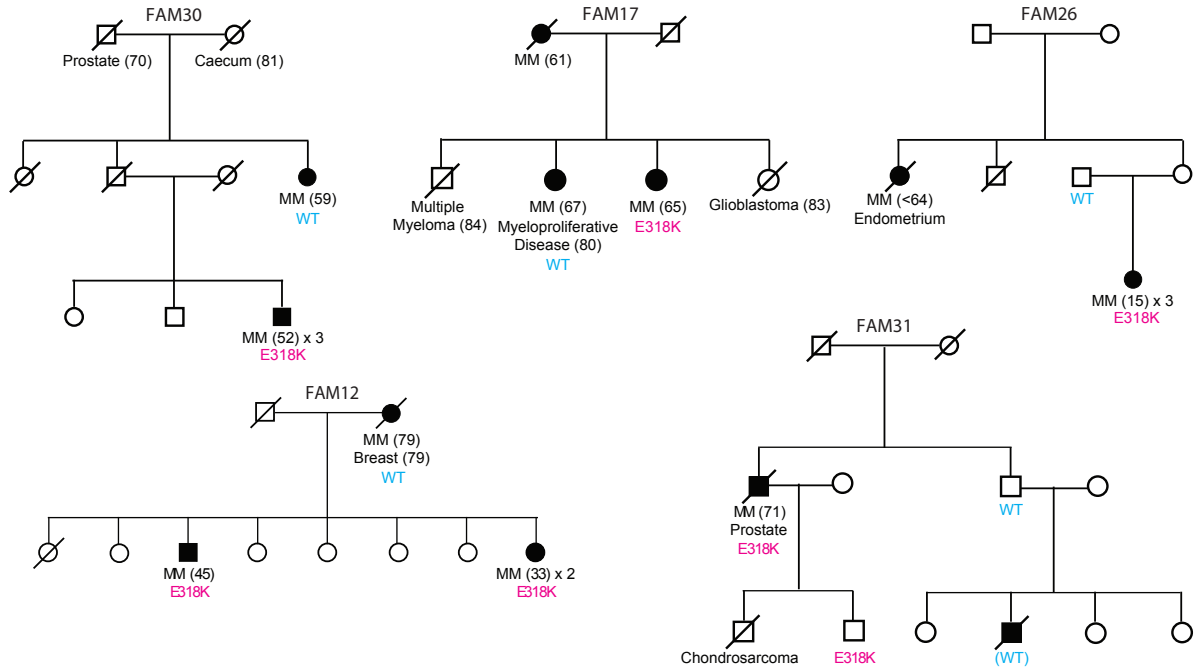 FAM30
Prostate (70)
Caecum (81)
MM (59)
WT
MM (52) x 3
E318K
FAM17
MM (61)
Multiple
Myeloma (84)
MM (67)
Myeloproliferative
Disease (80)
WT
MM (65)
E318K
Glioblastoma (83)
FAM26
MM (<64)
Endometrium
WT
MM (15) x 3
E318K
FAM12
MM (79)
Breast (79)
WT
MM (45)
E318K
MM (33) x 2
E318K
FAM31
MM (71)
Prostate
E318K
WT
Chondrosarcoma
E318K
(WT)